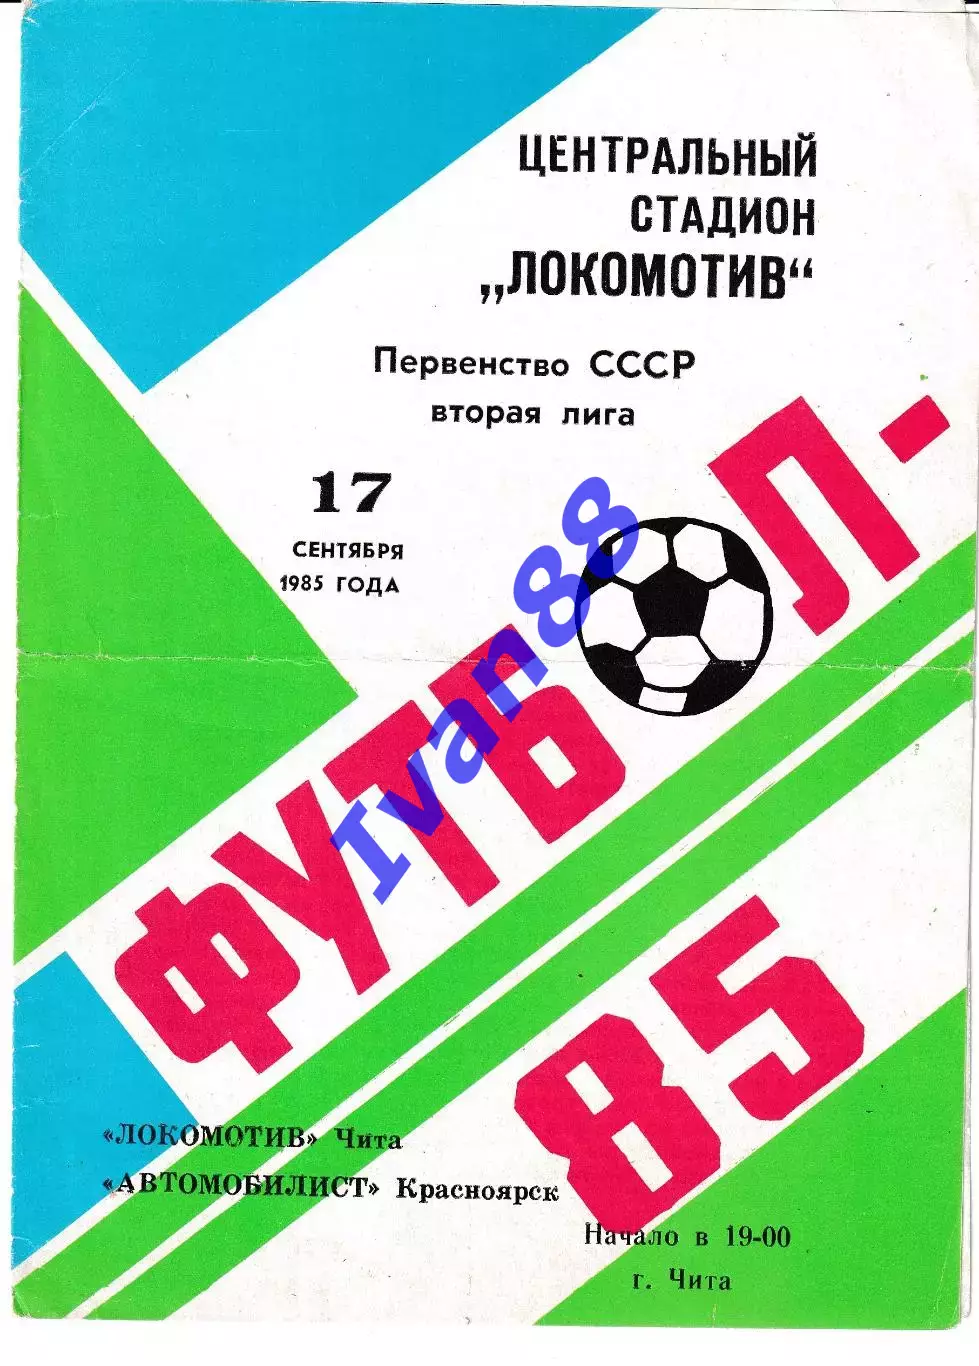 ЦЕНТРАЛЬНЫЙ
СТАДИОН
„ЛОКОМОТИВ“
Первенство СССР
вторая лига
17
СЕНТЯБРЯ
1985 ГОДА
ФУТБ Л-
85
Ivan88
«ЛОКОМОТИВ» Чита
«АВТОМОБИЛИСТ» Красноярск
Начало в 19-00
г. Чита